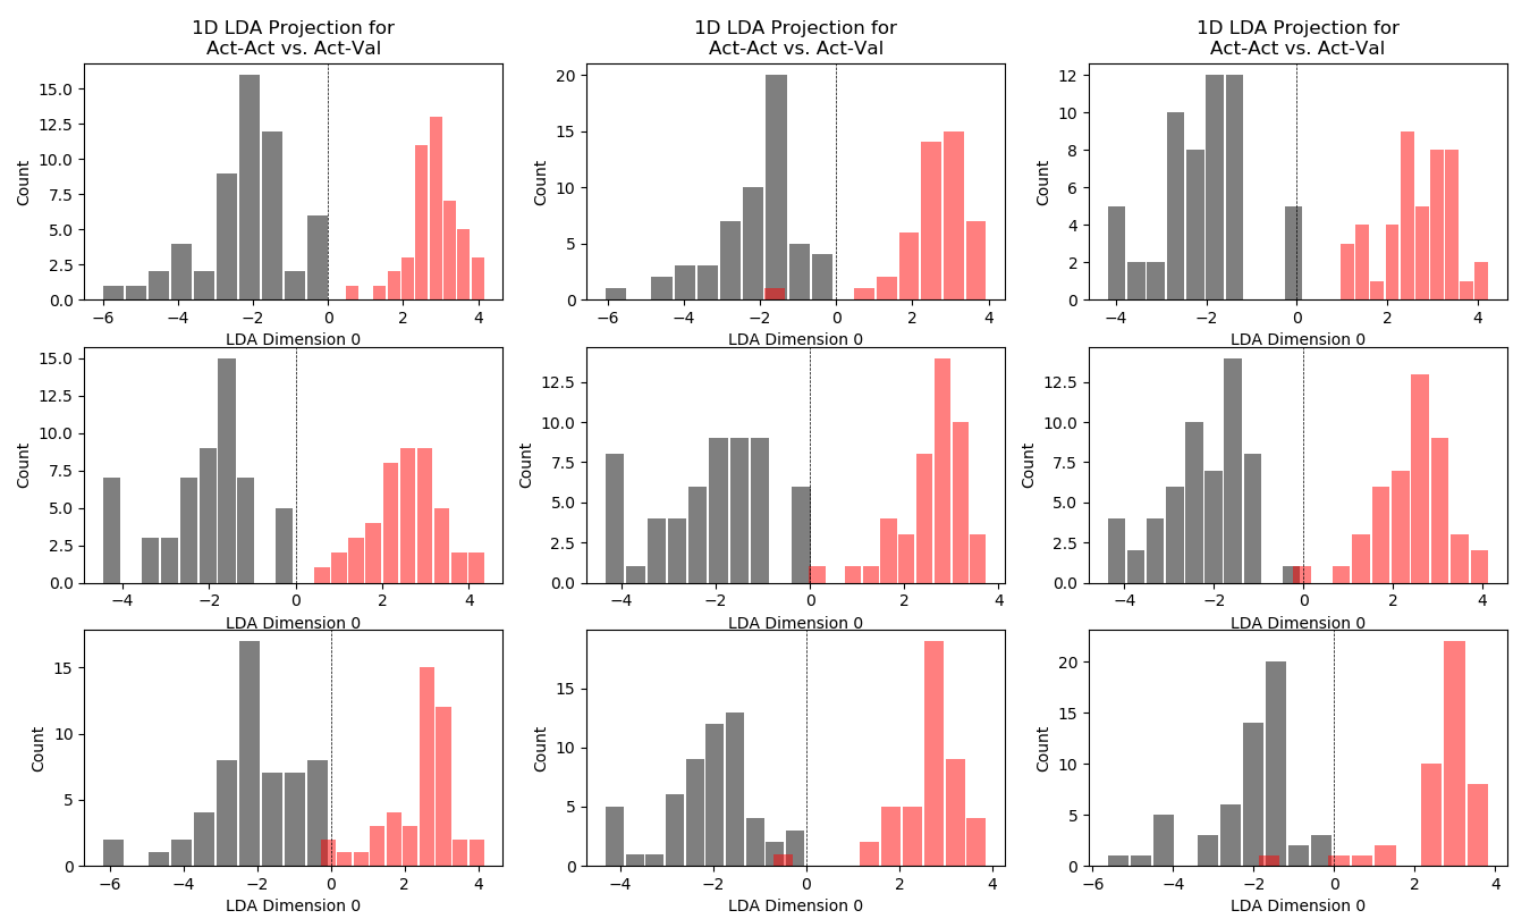 1D LDA Projection for
Act-Act vs. Act-Val
1D LDA Projection for
Act-Act vs. Act-Val
1D LDA Projection for
Act-Act vs. Act-Val
15.0
12.5
10.0
7.5
5.0
2.5
0.0
Count
−6 −4 −2 0 2 4
LDA Dimension 0
20
15
10
5
0
Count
−6 −4 −2 0 2 4
LDA Dimension 0
12
10
8
6
4
2
0
Count
−4 −2 0 2 4
LDA Dimension 0
15.0
12.5
10.0
7.5
5.0
2.5
0.0
Count
−4 −2 0 2 4
LDA Dimension 0
12.5
10.0
7.5
5.0
2.5
0.0
Count
−4 −2 0 2 4
LDA Dimension 0
12.5
10.0
7.5
5.0
2.5
0.0
Count
−4 −2 0 2 4
LDA Dimension 0
15
10
5
0
Count
−6 −4 −2 0 2 4
LDA Dimension 0
15
10
5
0
Count
−4 −2 0 2 4
LDA Dimension 0
20
15
10
5
0
Count
−6 −4 −2 0 2 4
LDA Dimension 0